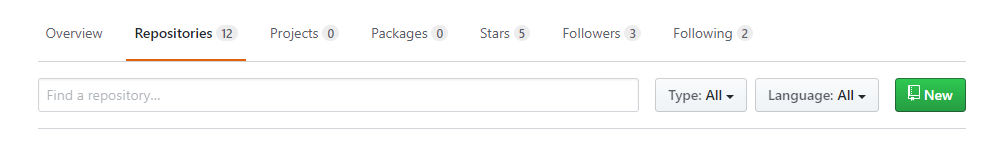 Overview Repositories 12 Projects 0 Packages 0 Stars 5 Followers 3 Following 2
Find a repository... Type: All Language: All New